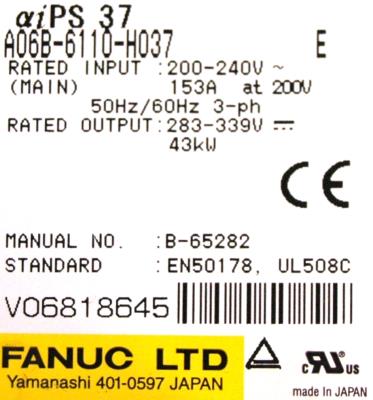 αiPS 37
A06B-6110-H037 E
RATED INPUT :200-240V ~
(MAIN) 153A at 200V
50Hz/60Hz 3-ph
RATED OUTPUT:283-339V ⎓
43kW
CE
MANUAL NO. :B-65282
STANDARD :EN50178, UL508C
V06818645
FANUC LTD
Yamanashi 401-0597 JAPAN
cRUus
made in JAPAN